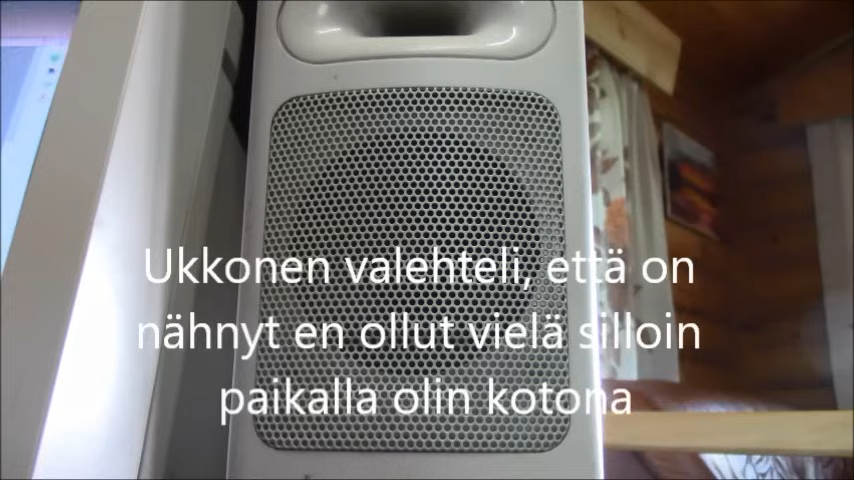 Ukkonen valehteli, että on
nähnyt en ollut vielä silloin
paikalla olin kotona